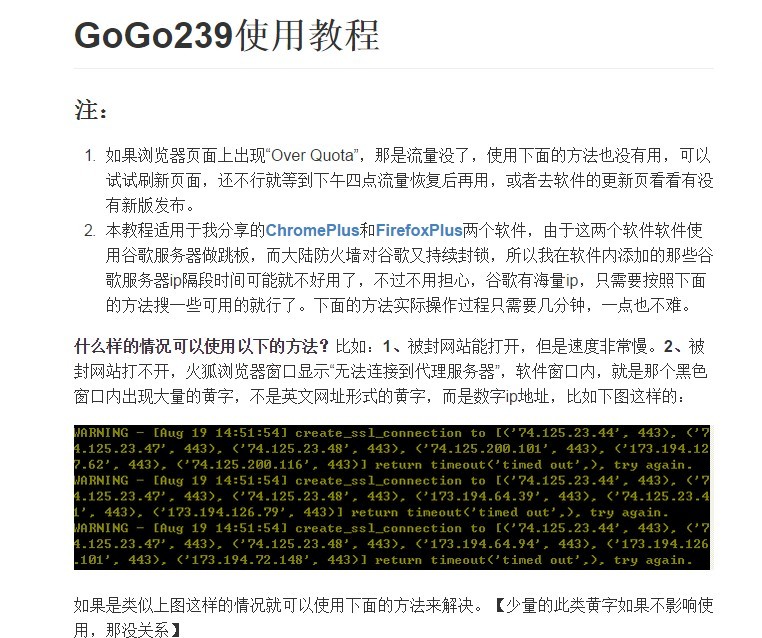 GoGo239使用教程
注：
1. 如果浏览器页面上出现“Over Quota”，那是流量没了，使用下面的方法也没有用，可以
试试刷新页面，还不行就等到下午四点流量恢复后再用，或者去软件的更新页看看有没
有新版发布。
2. 本教程适用于我分享的ChromePlus和FirefoxPlus两个软件，由于这两个软件软件使
用谷歌服务器做跳板，而大陆防火墙对谷歌又持续封锁，所以我在软件内添加的那些谷
歌服务器ip隔段时间可能就不好用了，不过不用担心，谷歌有海量ip，只需要按照下面
的方法搜一些可用的就行了。下面的方法实际操作过程只需要几分钟，一点也不难。
什么样的情况可以使用以下的方法？比如：1、被封网站能打开，但是速度非常慢。2、被
封网站打不开，火狐浏览器窗口显示“无法连接到代理服务器”，软件窗口内，就是那个黑色
窗口内出现大量的黄字，不是英文网址形式的黄字，而是数字ip地址，比如下图这样的：
WARNING - [Aug 19 14:51:54] create_ssl_connection to [('74.125.23.44', 443), ('7
4.125.23.47', 443), ('74.125.23.48', 443), ('74.125.200.101', 443), ('173.194.12
7.62', 443), ('74.125.200.116', 443)] return timeout('timed out',), try again.
WARNING - [Aug 19 14:51:54] create_ssl_connection to [('74.125.23.44', 443), ('7
4.125.23.47', 443), ('74.125.23.48', 443), ('173.194.64.39', 443), ('74.125.23.4
1', 443), ('173.194.126.79', 443)] return timeout('timed out',), try again.
WARNING - [Aug 19 14:51:54] create_ssl_connection to [('74.125.23.44', 443), ('7
4.125.23.47', 443), ('74.125.23.48', 443), ('173.194.64.94', 443), ('173.194.126
.101', 443), ('173.194.72.148', 443)] return timeout('timed out',), try again.
如果是类似上图这样的情况就可以使用下面的方法来解决。【少量的此类黄字如果不影响使
用，那没关系】